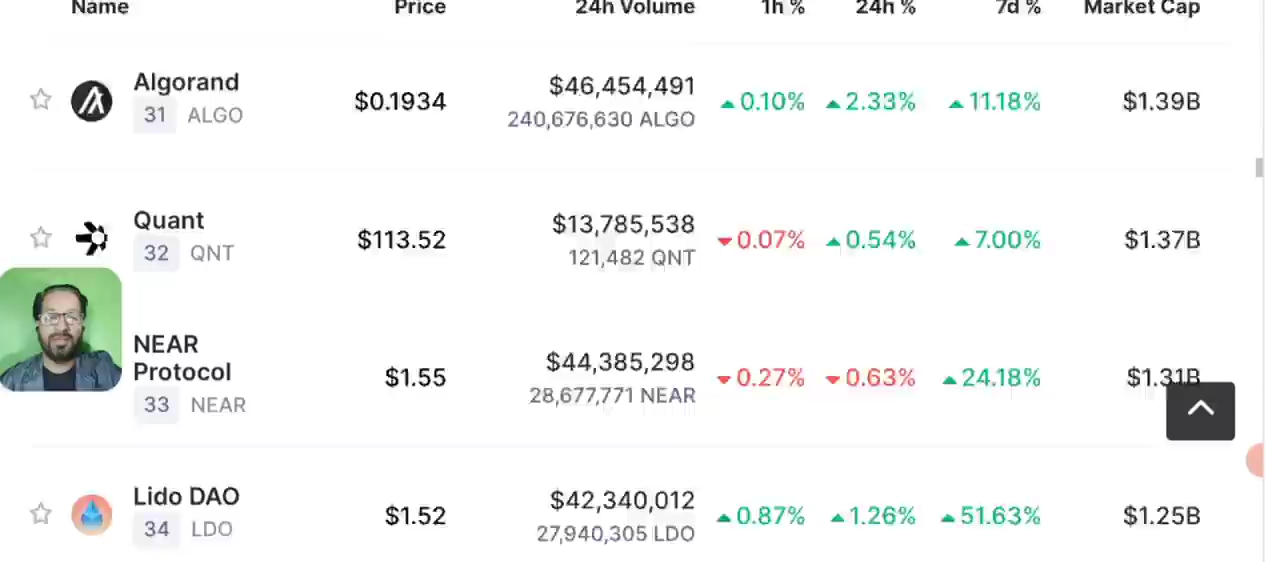 Name Price 24h Volume 1h % 24h % 7d % Market Cap
Algorand $0.1934 $46,454,491 0.10% 2.33% 11.18% $1.39B
31 ALGO 240,676,630 ALGO
Quant $113.52 $13,785,538 0.07% 0.54% 7.00% $1.37B
32 QNT 121,482 QNT
NEAR
Protocol $1.55 $44,385,298 0.27% 0.63% 24.18% $1.31B
33 NEAR 28,677,771 NEAR
Lido DAO $1.52 $42,340,012 0.87% 1.26% 51.63% $1.25B
34 LDO 27,940,305 LDO